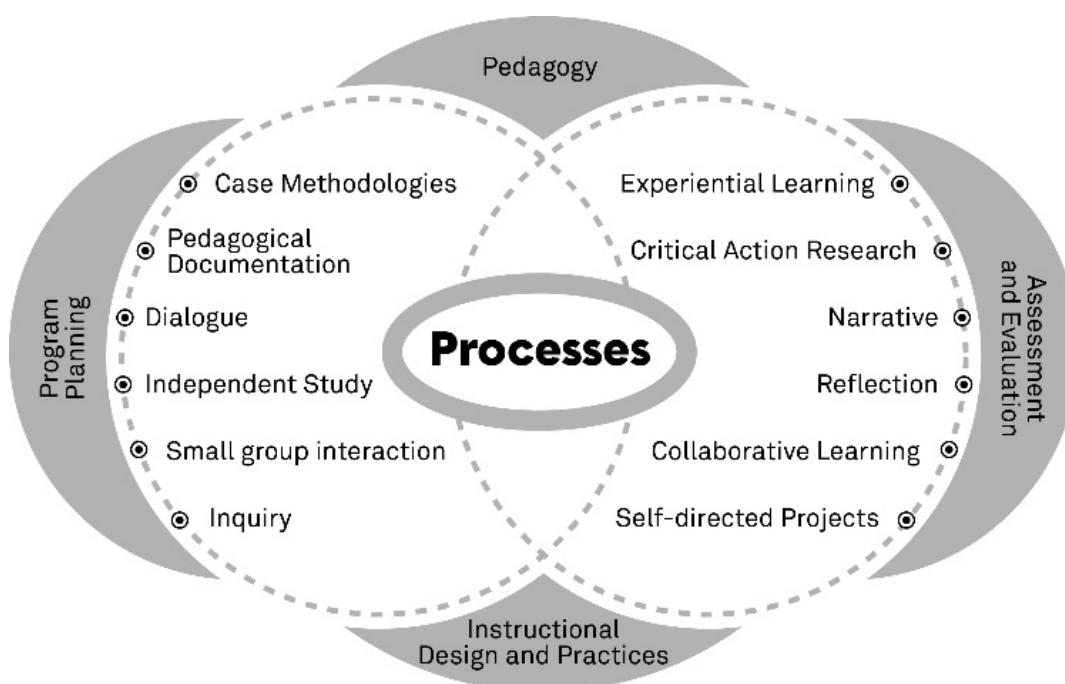 Pedagogy
Program
Planning
Case Methodologies
Pedagogical
Documentation
Dialogue
Independent Study
Small group interaction
Inquiry
Processes
Experiential Learning
Critical Action Research
Narrative
Reflection
Collaborative Learning
Self-directed Projects
Assessment
and Evaluation
Instructional
Design and Practices